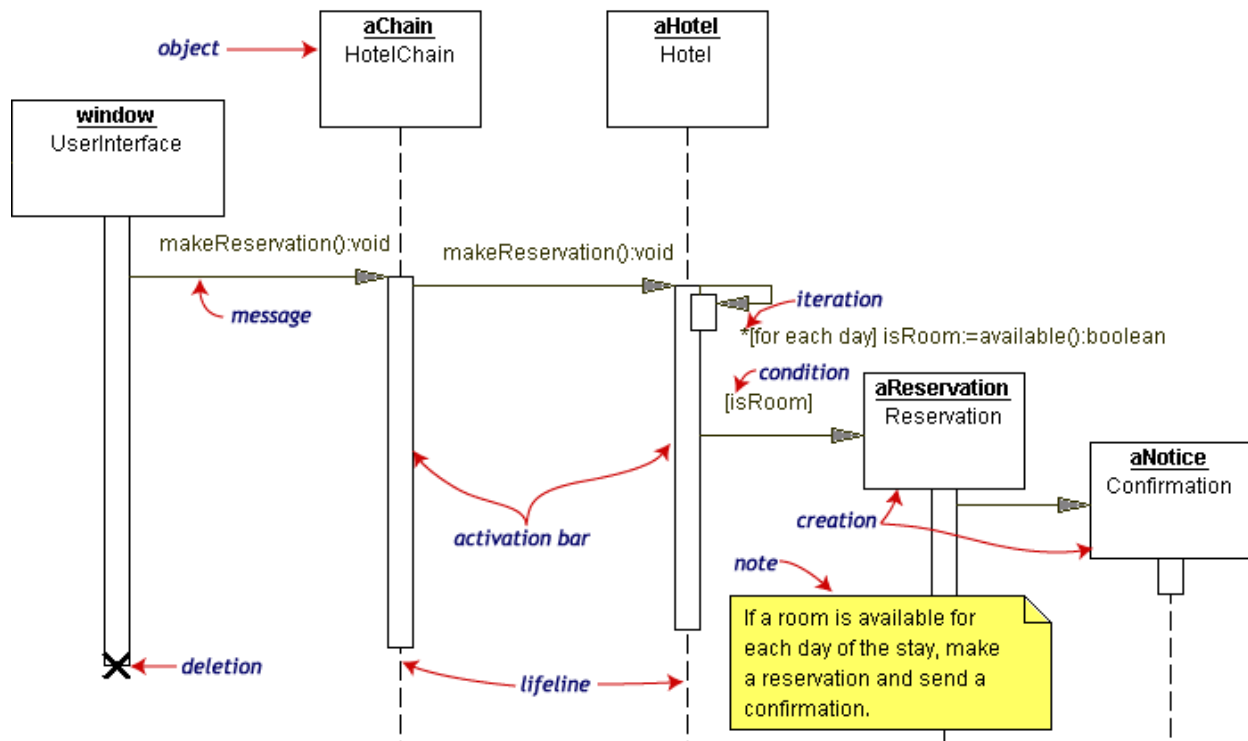 object
aChain
HotelChain
aHotel
Hotel
window
UserInterface
makeReservation():void
makeReservation():void
message
iteration
*[for each day] isRoom:=available():boolean
condition
[isRoom]
aReservation
Reservation
aNotice
Confirmation
activation bar
creation
note
If a room is available for
each day of the stay, make
a reservation and send a
confirmation.
deletion
lifeline